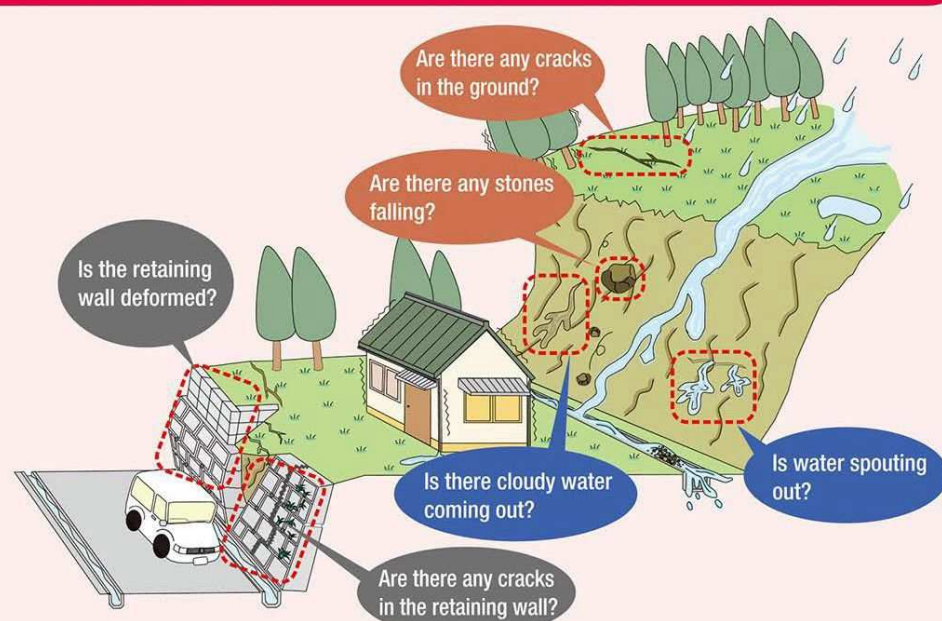 Are there any cracks
in the ground?
Are there any stones
falling?
Is the retaining
wall deformed?
Is there cloudy water
coming out?
Is water spouting
out?
Are there any cracks
in the retaining wall?